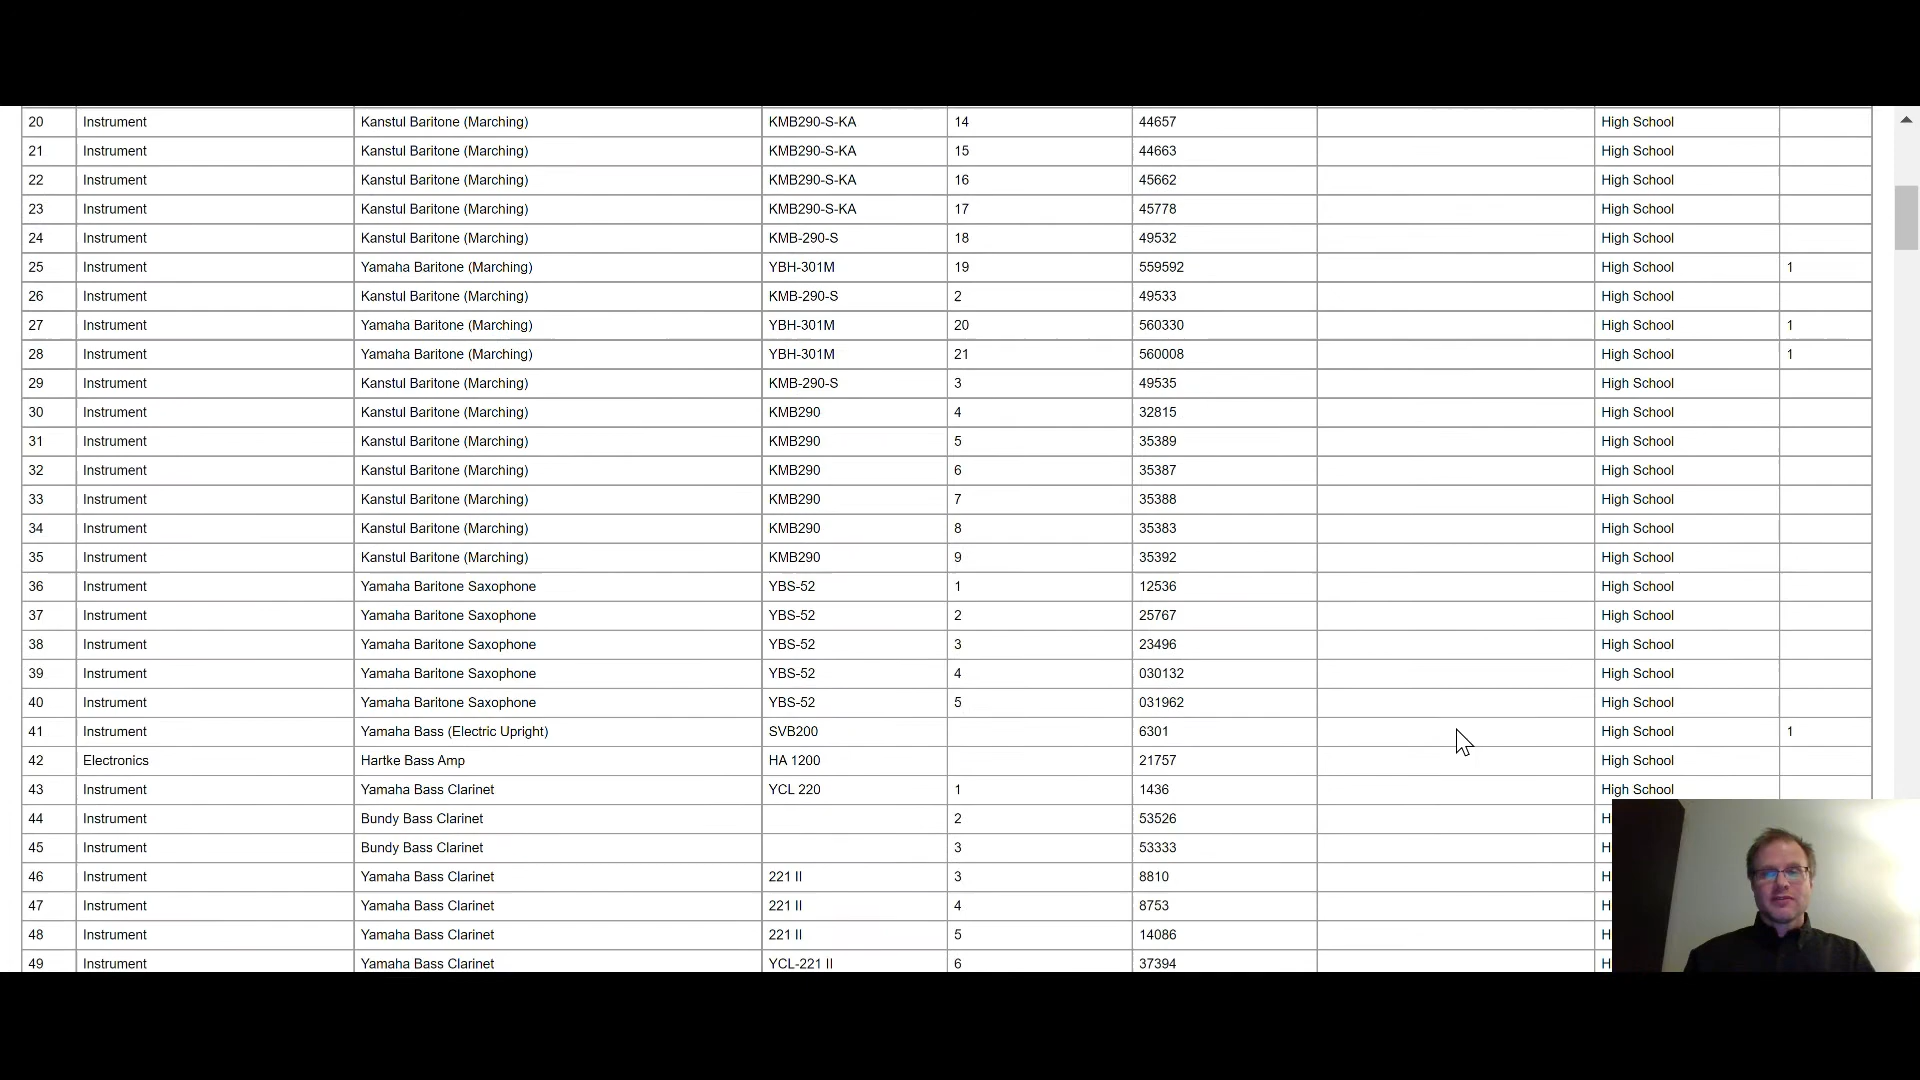 20 Instrument Kanstul Baritone (Marching) KMB290-S-KA 14 44657 High School
21 Instrument Kanstul Baritone (Marching) KMB290-S-KA 15 44663 High School
22 Instrument Kanstul Baritone (Marching) KMB290-S-KA 16 45662 High School
23 Instrument Kanstul Baritone (Marching) KMB290-S-KA 17 45778 High School
24 Instrument Kanstul Baritone (Marching) KMB-290-S 18 49532 High School
25 Instrument Yamaha Baritone (Marching) YBH-301M 19 559592 High School 1
26 Instrument Kanstul Baritone (Marching) KMB-290-S 2 49533 High School
27 Instrument Yamaha Baritone (Marching) YBH-301M 20 560330 High School 1
28 Instrument Yamaha Baritone (Marching) YBH-301M 21 560008 High School 1
29 Instrument Kanstul Baritone (Marching) KMB-290-S 3 49535 High School
30 Instrument Kanstul Baritone (Marching) KMB290 4 32815 High School
31 Instrument Kanstul Baritone (Marching) KMB290 5 35389 High School
32 Instrument Kanstul Baritone (Marching) KMB290 6 35387 High School
33 Instrument Kanstul Baritone (Marching) KMB290 7 35388 High School
34 Instrument Kanstul Baritone (Marching) KMB290 8 35383 High School
35 Instrument Kanstul Baritone (Marching) KMB290 9 35392 High School
36 Instrument Yamaha Baritone Saxophone YBS-52 1 12536 High School
37 Instrument Yamaha Baritone Saxophone YBS-52 2 25767 High School
38 Instrument Yamaha Baritone Saxophone YBS-52 3 23496 High School
39 Instrument Yamaha Baritone Saxophone YBS-52 4 030132 High School
40 Instrument Yamaha Baritone Saxophone YBS-52 5 031962 High School
41 Instrument Yamaha Bass (Electric Upright) SVB200 6301 High School 1
42 Electronics Hartke Bass Amp HA 1200 21757 High School
43 Instrument Yamaha Bass Clarinet YCL 220 1 1436 High School
44 Instrument Bundy Bass Clarinet 2 53526 H
45 Instrument Bundy Bass Clarinet 3 53333 H
46 Instrument Yamaha Bass Clarinet 221 II 3 8810 H
47 Instrument Yamaha Bass Clarinet 221 II 4 8753 H
48 Instrument Yamaha Bass Clarinet 221 II 5 14086 H
49 Instrument Yamaha Bass Clarinet YCL-221 II 6 37394 H